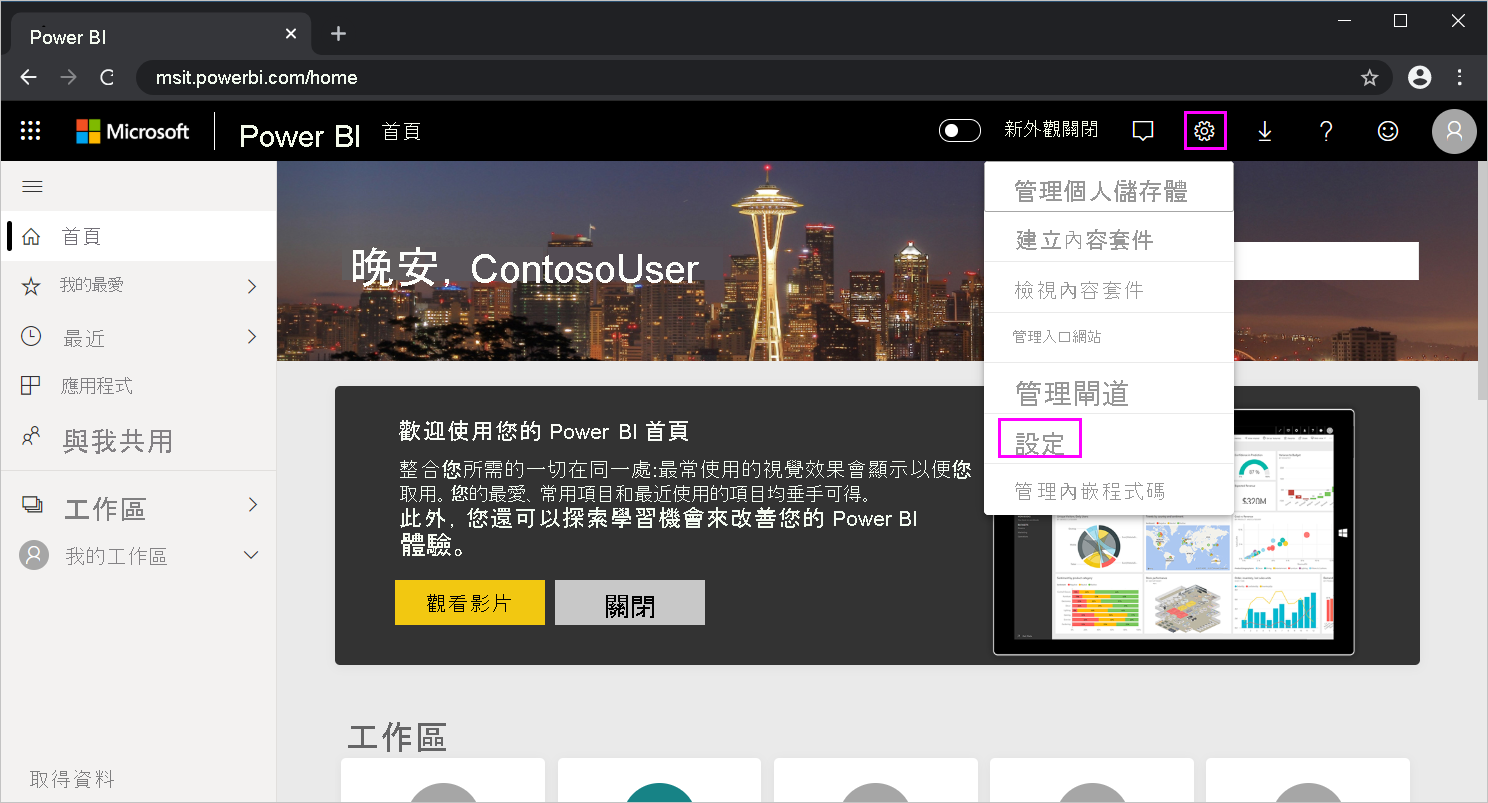 Power BI
msit.powerbi.com/home
Microsoft
Power BI 首頁
新外觀關閉
管理個人儲存體
建立內容套件
檢視內容套件
管理入口網站
管理閘道
設定
管理內嵌程式碼
首頁
我的最愛
最近
應用程式
與我共用
工作區
我的工作區
取得資料
晚安, ContosoUser
歡迎使用您的 Power BI 首頁
整合您所需的一切在同一處:最常使用的視覺效果會顯示以便您
取用。您的最愛、常用項目和最近使用的項目均垂手可得。
此外, 您還可以探索學習機會來改善您的 Power BI
體驗。
觀看影片
關閉
$320M
工作區